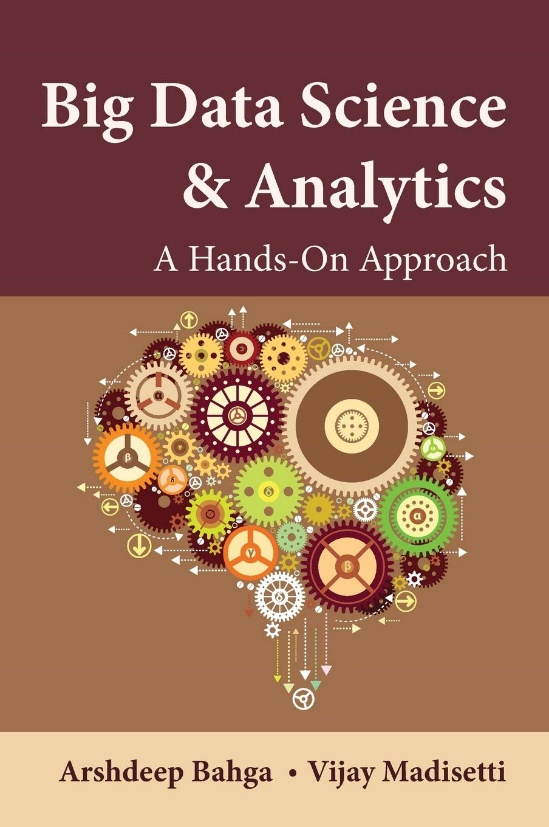 Big Data Science
& Analytics
A Hands-On Approach
Arshdeep Bahga • Vijay Madisetti